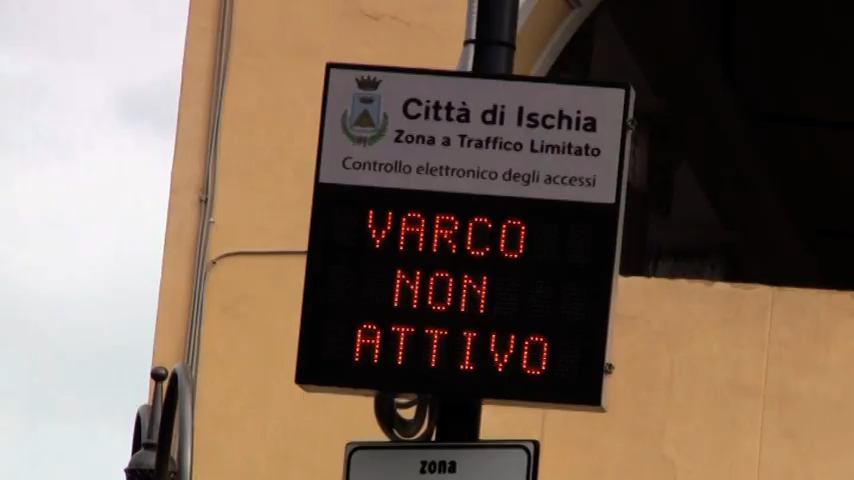 Città di Ischia
Zona a Traffico Limitato
Controllo elettronico degli accessi
VARCO
NON
ATTIVO
zona